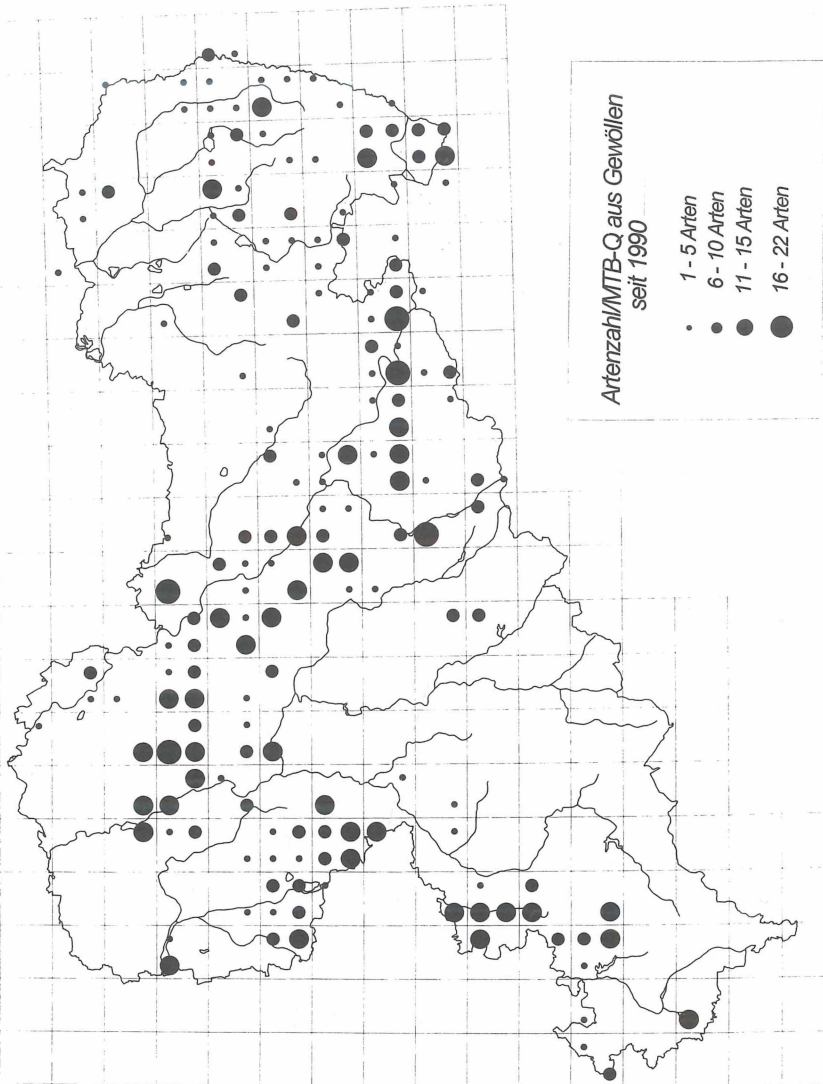 Artenzahl/MTB-Q aus Gewöllen
seit 1990
1 - 5 Arten
6 - 10 Arten
11 - 15 Arten
16 - 22 Arten